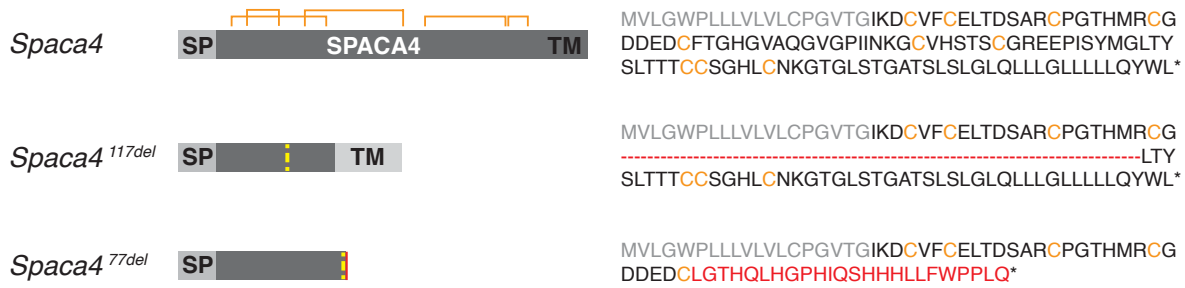 Spaca4 SP SPACA4 TM
MVLGWPLLLVLVLCPGVTGIKDCVFCELTDSARCPGTHMRCG
DDEDCFTGHGVAQGVGPIINKGCVHSTSCGREEPISYMGLTY
SLTTTCCSGHLCNKGTGLSTGATSLSLGLQLLLGLLLLLQYWL*
Spaca4 117del SP TM
MVLGWPLLLVLVLCPGVTGIKDCVFCELTDSARCPGTHMRCG
------------------------------------------------------------------------------LTY
SLTTTCCSGHLCNKGTGLSTGATSLSLGLQLLLGLLLLLQYWL*
Spaca4 77del SP
MVLGWPLLLVLVLCPGVTGIKDCVFCELTDSARCPGTHMRCG
DDEDCLGTHQLHGPHIQSHHHLLFWPPLQ*